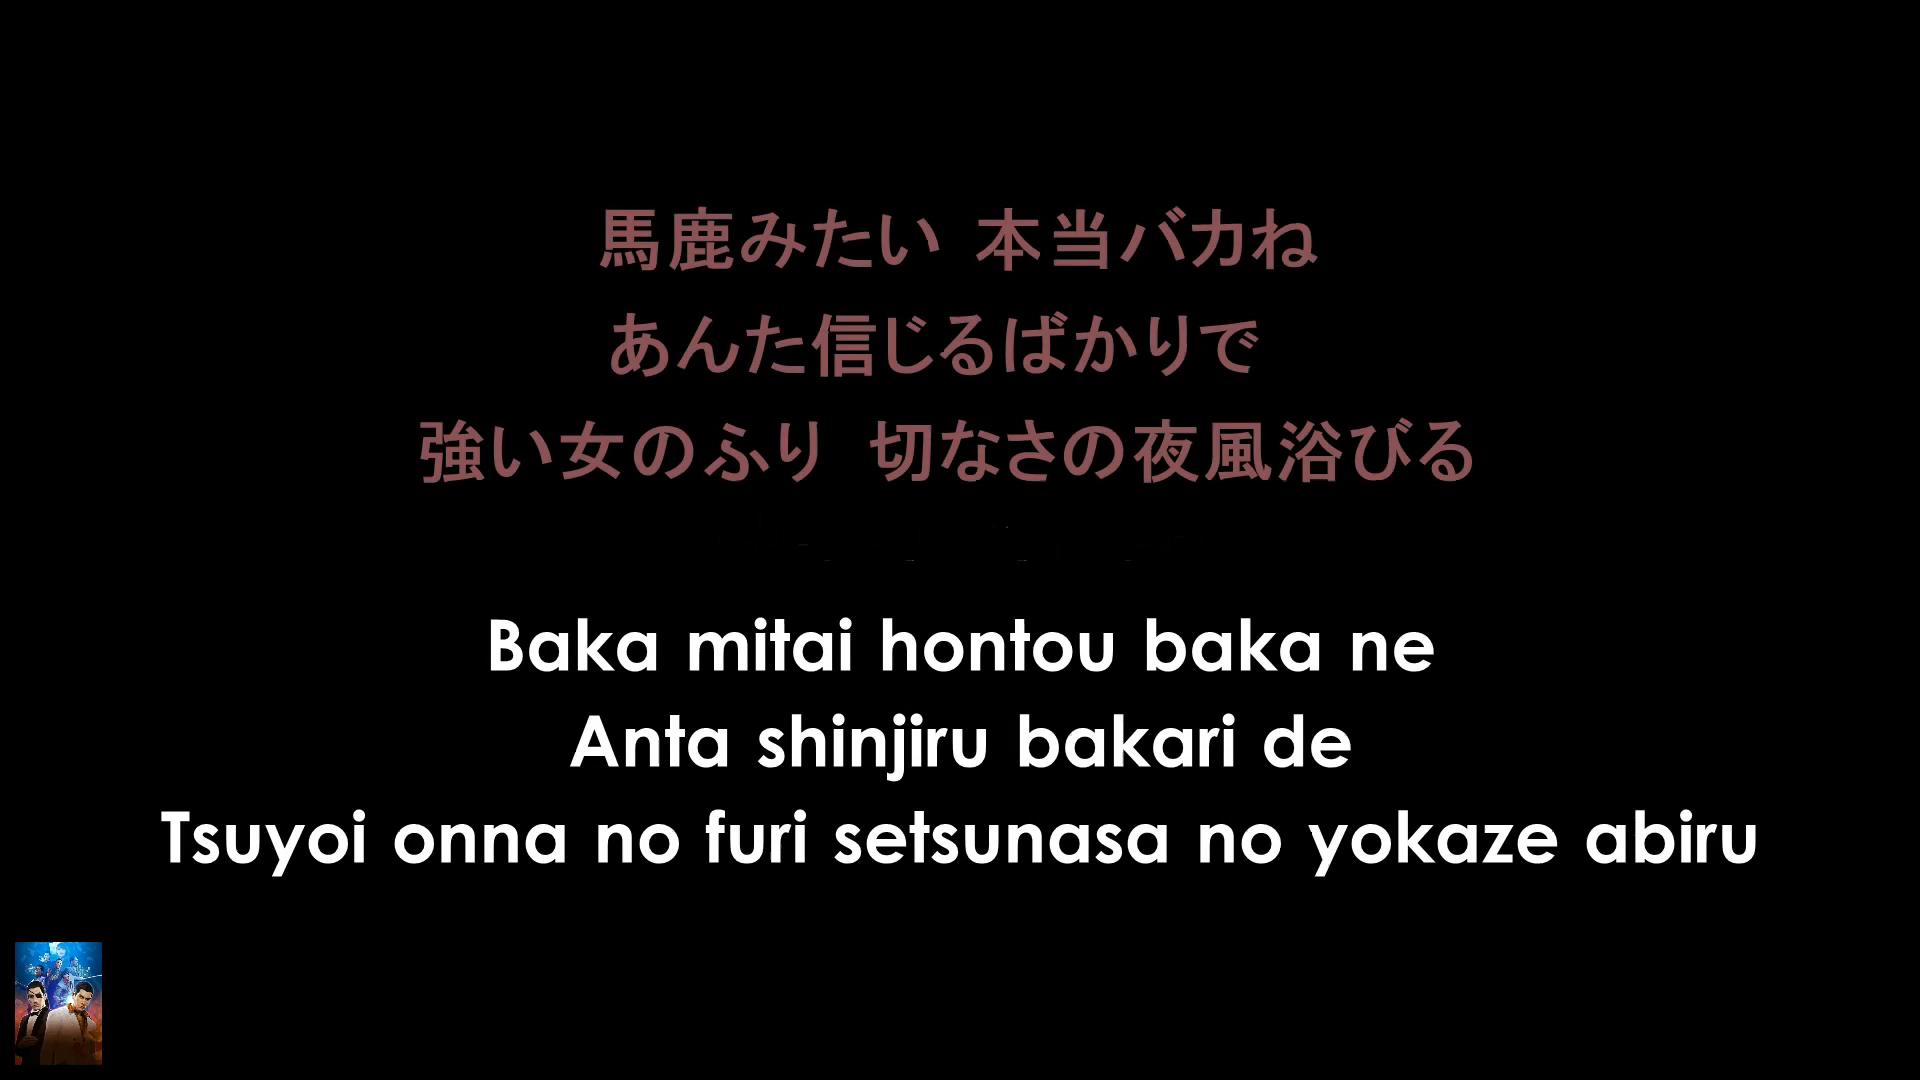 馬鹿みたい 本当バカね
あんた信じるばかりで
強い女のふり 切なさの夜風浴びる
Baka mitai hontou baka ne
Anta shinjiru bakari de
Tsuyoi onna no furi setsunasa no yokaze abiru